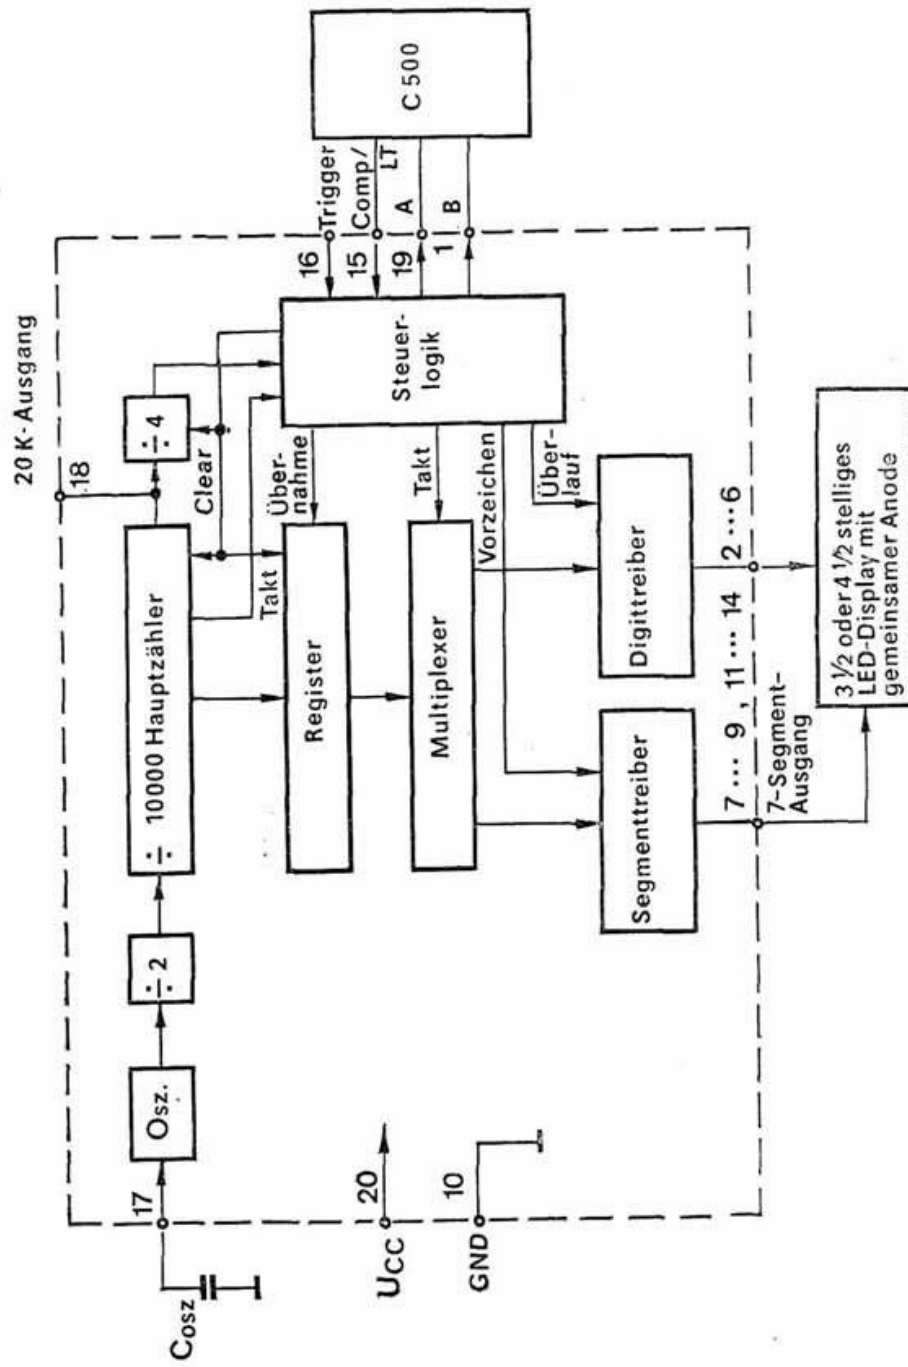 20 K-Ausgang
18
Cosz
17
Osz.
÷ 2
÷ 10000 Hauptzähler
÷ 4
Clear
Takt
Über-
nahme
Register
Takt
Multiplexer
Vorzeichen
Über-
lauf
Steuer-
logik
16
Trigger
15
Comp/
LT
19
A
1
B
C 500
UCC
20
GND
10
Segmenttreiber
Digittreiber
7 ... 9 , 11 ... 14
2 ... 6
7-Segment-
Ausgang
3 1/2 oder 4 1/2 stelliges
LED-Display mit
gemeinsamer Anode